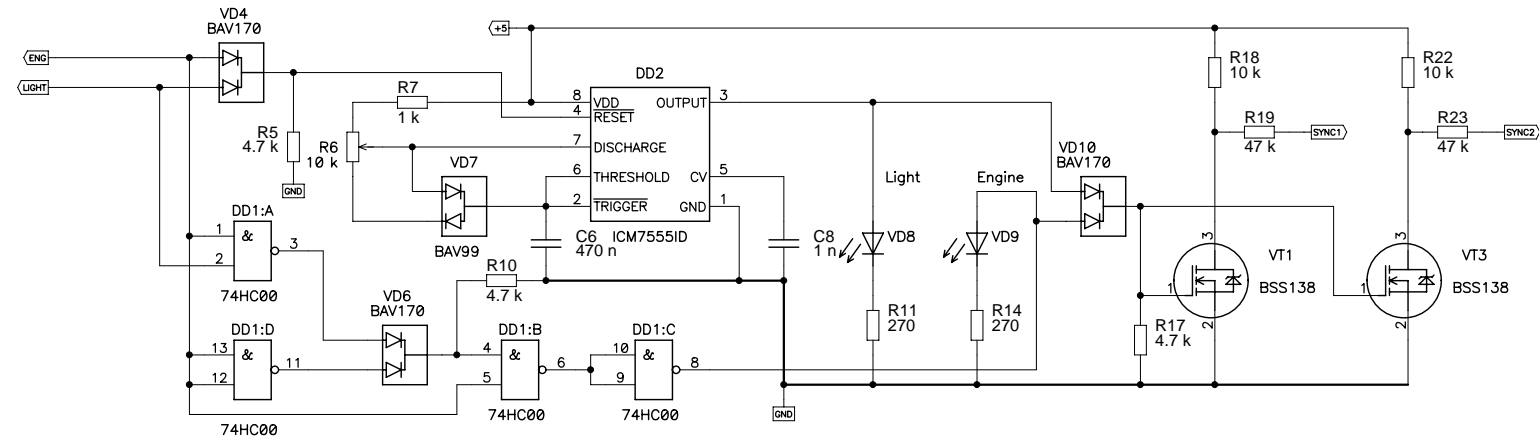 VD4
BAV170
ENG
LIGHT
R5
4.7 k
GND
+5
R7
1 k
R6
10 k
VD7
BAV99
DD2
8 VDD OUTPUT 3
4 RESET
7 DISCHARGE
6 THRESHOLD CV 5
2 TRIGGER GND 1
ICM7555ID
C6
470 n
C8
1 n
Light
Engine
VD8
VD9
R11
270
R14
270
VD10
BAV170
R18
10 k
R19
47 k
SYNC1
R22
10 k
R23
47 k
SYNC2
3
1
2
VT1
BSS138
3
1
2
VT3
BSS138
R17
4.7 k
DD1:A
1
2
&
3
74HC00
R10
4.7 k
VD6
BAV170
DD1:D
13
12
&
11
74HC00
DD1:B
4
5
&
6
74HC00
DD1:C
10
9
&
8
74HC00
GND